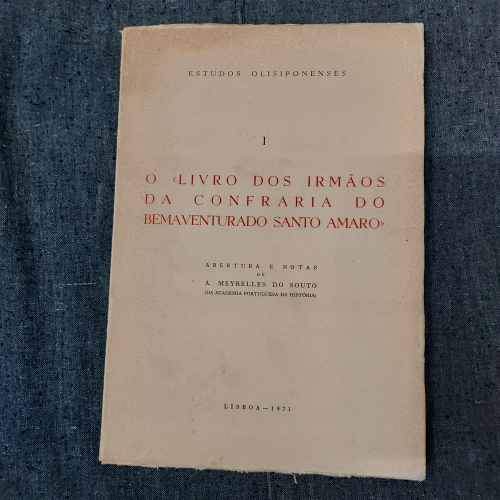 ESTUDOS OLISIPONENSES
I
O «LIVRO DOS IRMÃOS
DA CONFRARIA DO
BEMAVENTURADO SANTO AMARO»
ABERTURA E NOTAS
DE
A. MEYRELLES DO SOUTO
(DA ACADEMIA PORTUGUESA DA HISTÓRIA)
LISBOA—1971